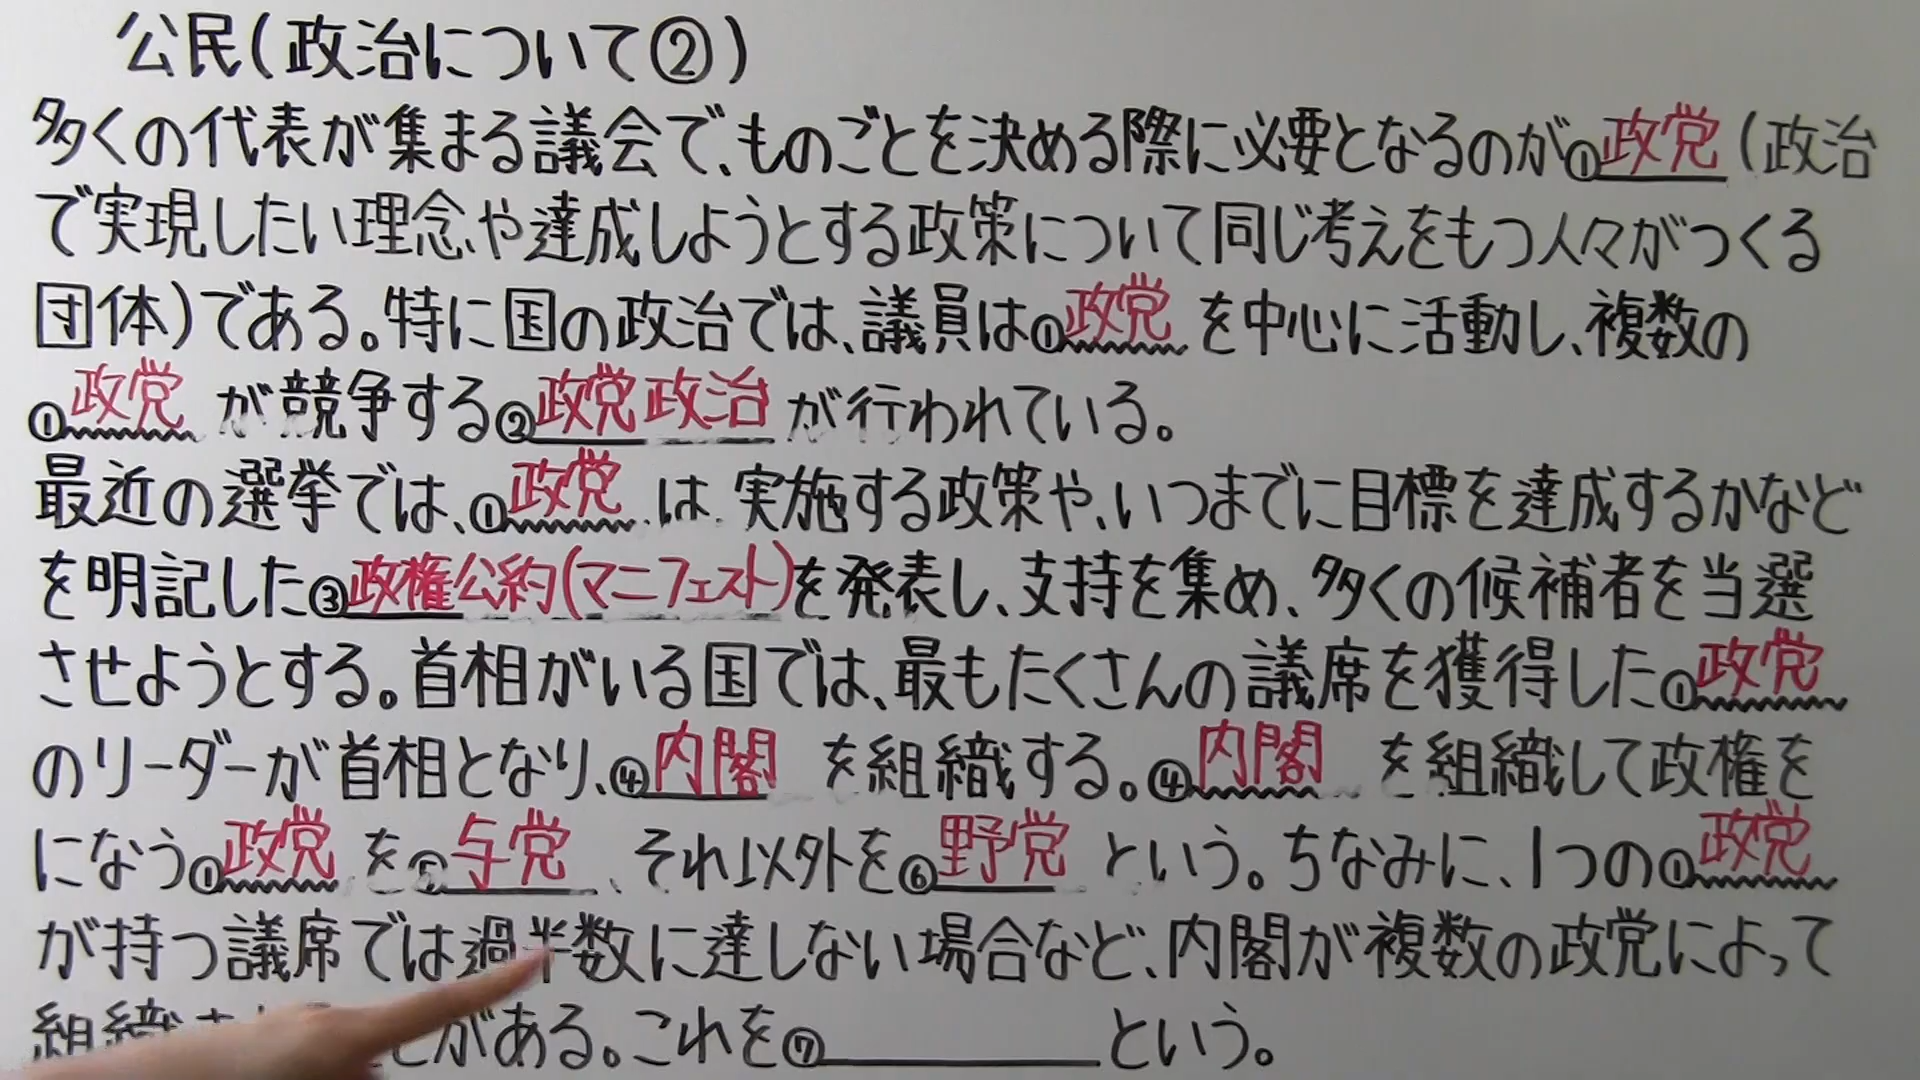 公民(政治について②)
多くの代表が集まる議会で、ものごとを決める際に必要となるのが①政党(政治
で実現したい理念や達成しようとする政策について同じ考えをもつ人々がつくる
団体)である。特に国の政治では、議員は①政党を中心に活動し、複数の
①政党が競争する②政党政治が行われている。
最近の選挙では、①政党は、実施する政策や、いつまでに目標を達成するかなど
を明記した③政権公約(マニフェスト)を発表し、支持を集め、多くの候補者を当選
させようとする。首相がいる国では、最もたくさんの議席を獲得した①政党
のリーダーが首相となり、④内閣を組織する。④内閣を組織して政権を
になう①政党を⑤与党、それ以外を⑥野党という。ちなみに、1つの①政党
が持つ議席では過半数に達しない場合など、内閣が複数の政党によって
組織 とがある。これを⑦ という。